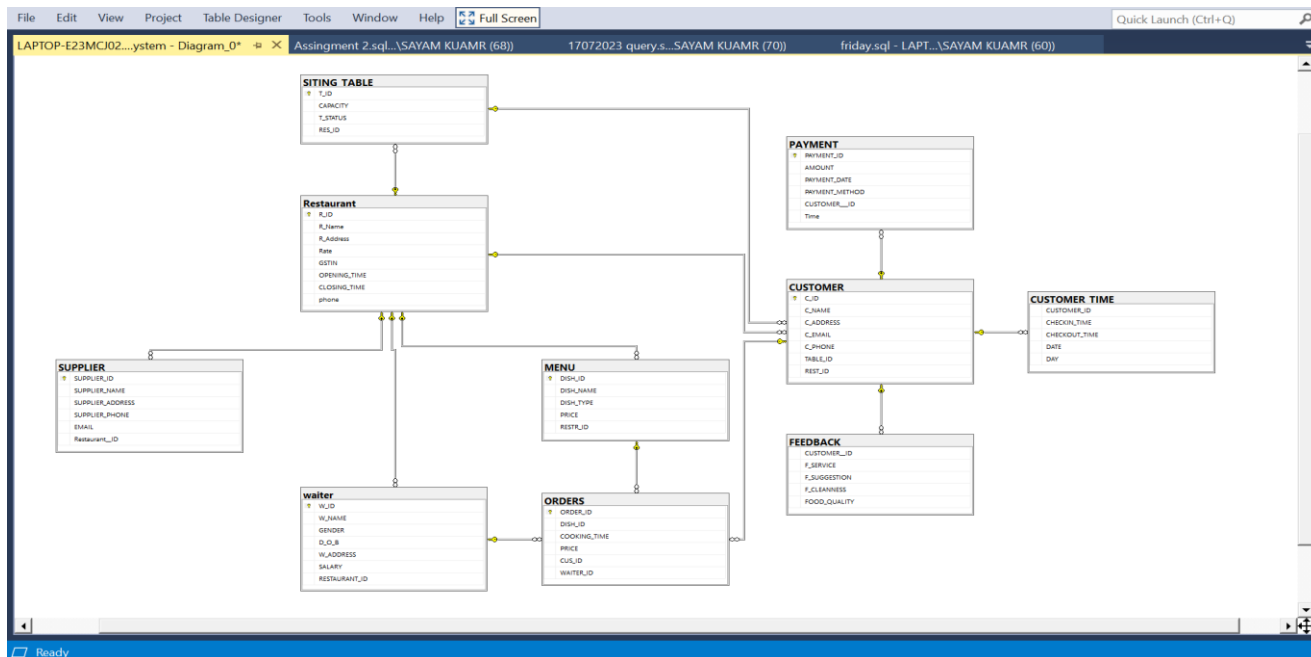 File Edit View Project Table Designer Tools Window Help Full Screen Quick Launch (Ctrl+Q)
LAPTOP-E23MCJ02....ystem - Diagram_0* Assingment 2.sql...\SAYAM KUAMR (68)) 17072023 query.s...SAYAM KUAMR (70)) friday.sql - LAPT...\SAYAM KUAMR (60))
SITING TABLE
T_ID
CAPACITY
T_STATUS
RES_ID
PAYMENT
PAYMENT_ID
AMOUNT
PAYMENT_DATE
PAYMENT_METHOD
CUSTOMER__ID
Time
Restaurant
R_ID
R_Name
R_Address
Rate
GSTIN
OPENING_TIME
CLOSING_TIME
phone
CUSTOMER
C_ID
C_NAME
C_ADDRESS
C_EMAIL
C_PHONE
TABLE_ID
REST_ID
CUSTOMER TIME
CUSTOMER_ID
CHECKIN_TIME
CHECKOUT_TIME
DATE
DAY
SUPPLIER
SUPPLIER_ID
SUPPLIER_NAME
SUPPLIER_ADDRESS
SUPPLIER_PHONE
EMAIL
Restaurant__ID
MENU
DISH_ID
DISH_NAME
DISH_TYPE
PRICE
RESTR_ID
FEEDBACK
CUSTOMER__ID
F_SERVICE
F_SUGGESTION
F_CLEANNESS
FOOD_QUALITY
waiter
W_ID
W_NAME
GENDER
D_O_B
W_ADDRESS
SALARY
RESTAURANT_ID
ORDERS
ORDER_ID
DISH_ID
COOKING_TIME
PRICE
CUS_ID
WAITER_ID
Ready